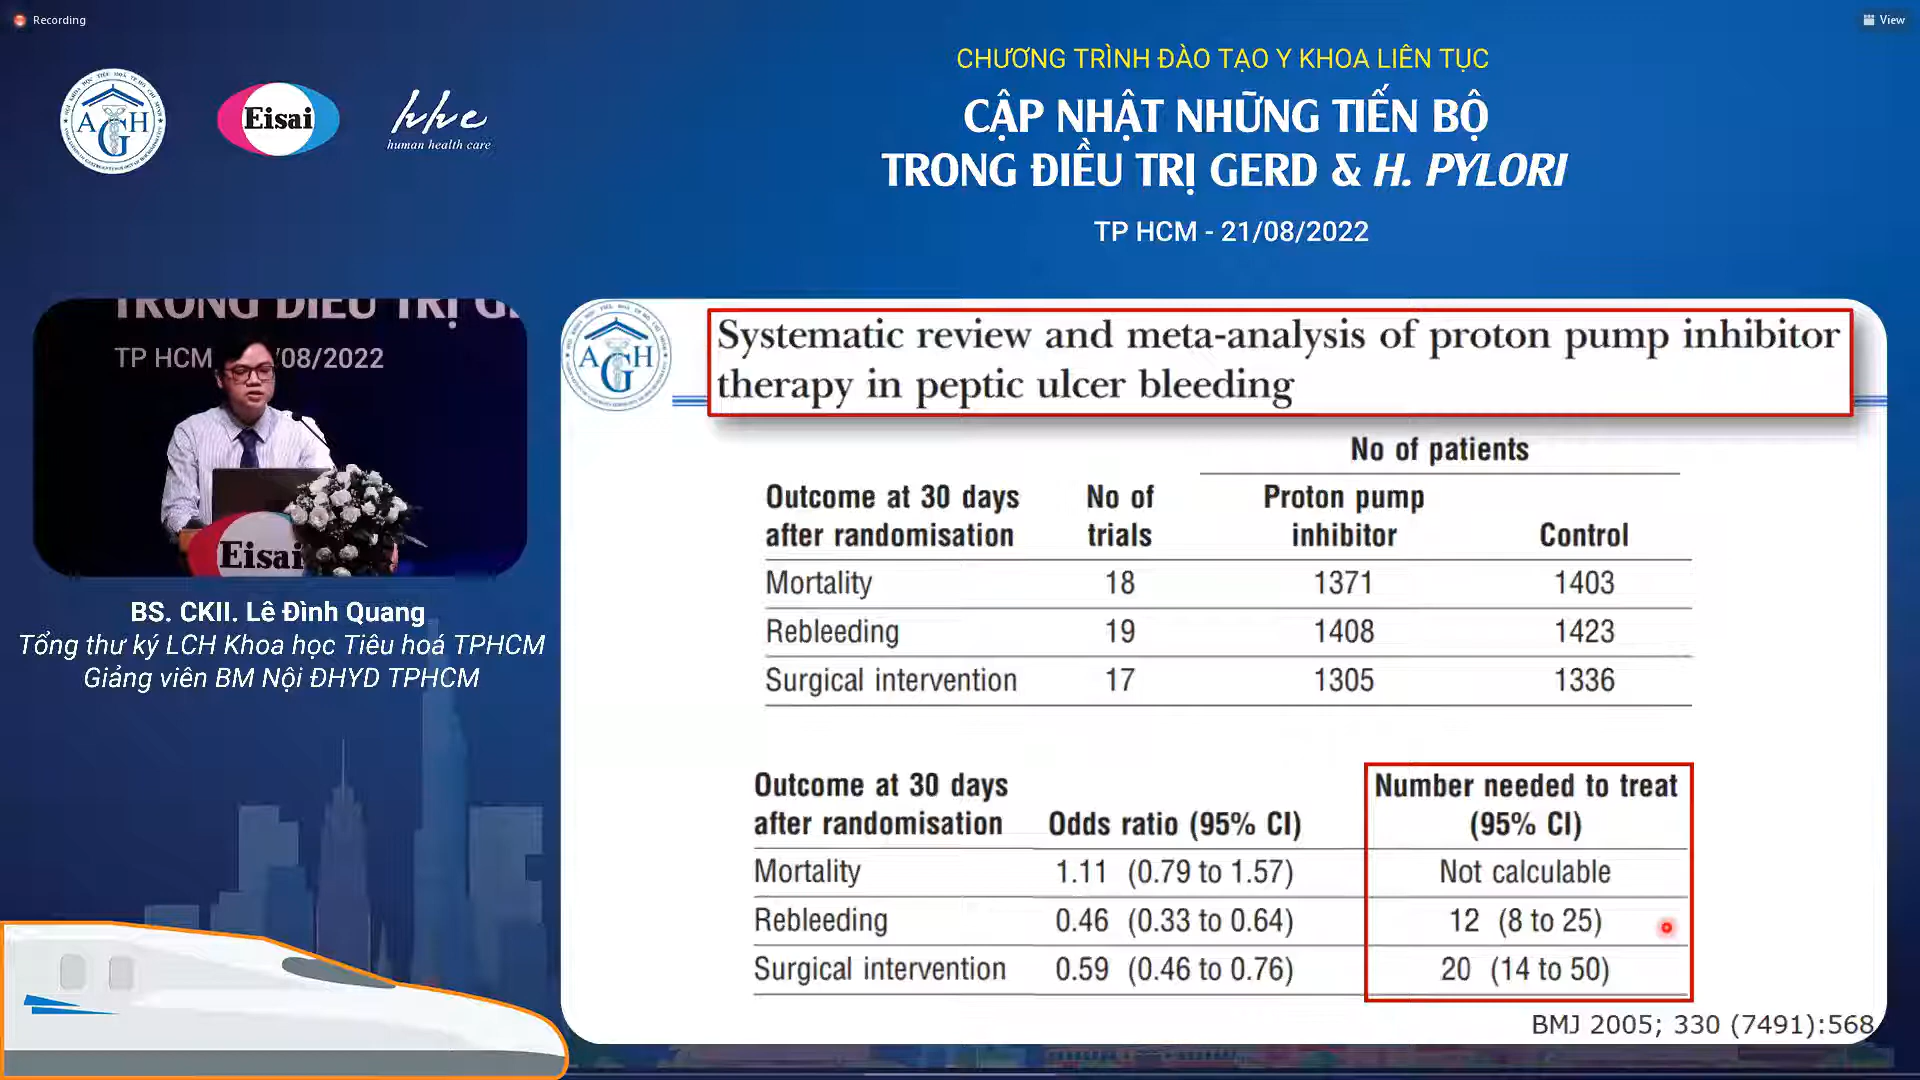 Recording
View
CHƯƠNG TRÌNH ĐÀO TẠO Y KHOA LIÊN TỤC
CẬP NHẬT NHỮNG TIẾN BỘ
TRONG ĐIỀU TRỊ GERD & H. PYLORI
TP HCM - 21/08/2022
AGH
Eisai
hhc
human health care
TRONG ĐIỀU TRỊ G
TP HCM /08/2022
Eisai
BS. CKII. Lê Đình Quang
Tổng thư ký LCH Khoa học Tiêu hoá TPHCM
Giảng viên BM Nội ĐHYD TPHCM
AGH
Systematic review and meta-analysis of proton pump inhibitor
therapy in peptic ulcer bleeding
No of patients
Outcome at 30 days No of Proton pump
after randomisation trials inhibitor Control
Mortality 18 1371 1403
Rebleeding 19 1408 1423
Surgical intervention 17 1305 1336
Outcome at 30 days Number needed to treat
after randomisation Odds ratio (95% CI) (95% CI)
Mortality 1.11 (0.79 to 1.57) Not calculable
Rebleeding 0.46 (0.33 to 0.64) 12 (8 to 25)
Surgical intervention 0.59 (0.46 to 0.76) 20 (14 to 50)
BMJ 2005; 330 (7491):568